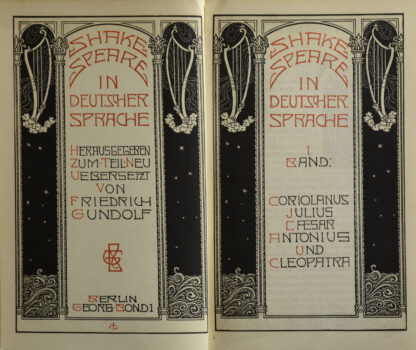 SHAKE
SPEARE
IN
DEUTSCHER
SPRACHE
HERAUSGEGEBEN
ZUM TEIL NEU
UEBERSETZT
VON
FRIEDRICH
GUNDOLF
BERLIN
GEORG BONDI
SHAKE
SPEARE
IN
DEUTSCHER
SPRACHE
I
BAND:
CORIOLANUS
JULIUS
CÆSAR
ANTONIUS
UND
CLEOPATRA